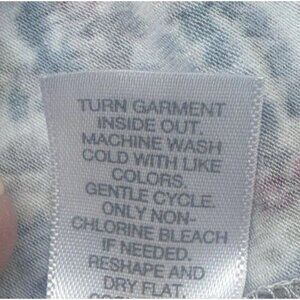 TURN GARMENT
INSIDE OUT.
MACHINE WASH
COLD WITH LIKE
COLORS.
GENTLE CYCLE.
ONLY NON-
CHLORINE BLEACH
IF NEEDED.
RESHAPE AND
DRY FLAT.